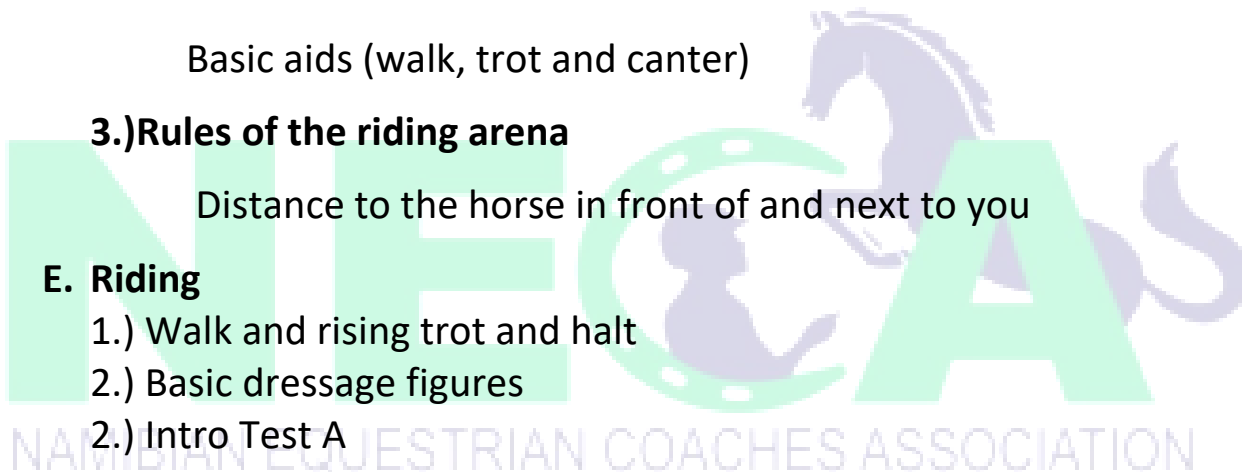 Basic aids (walk, trot and canter)
3.)Rules of the riding arena
Distance to the horse in front of and next to you
E. Riding
1.) Walk and rising trot and halt
2.) Basic dressage figures
2.) Intro Test A
NECA
NAMIBIAN EQUESTRIAN COACHES ASSOCIATION